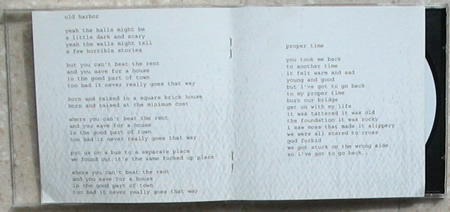 old harbor
yeah the halls might be
a little dark and scary
yeah the walls might tell
a few horrible stories
but you can't beat the rent
and you save for a house
in the good part of town
too bad it never really goes that way
born and raised in a square brick house
born and raised at the minimum cost
where you can't beat the rent
and you save for a house
in the good part of town
too bad it never really goes that way
put us on a bus to a separate place
we found out it's the same fucked up place
where you can't beat the rent
and you save for a house
in the good part of town
too bad it never really goes that way
proper time
you took me back
to another time
it felt warm and sad
young and good
but i've got to go back
to my proper time
burn our bridge
get on with my life
it was tattered it was old
the foundation it was rocky
i saw moss that made it slippery
we were all scared to cross
god forbid
we get stuck on the wrong side
so i've got to go back